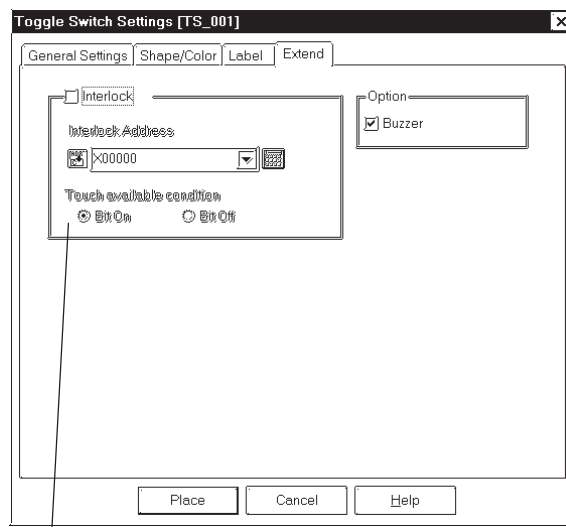 Toggle Switch Settings [TS_001]
General Settings Shape/Color Label Extend
Interlock
Interlock Address
X00000
Touch available condition
Bit On Bit Off
Option
Buzzer
Place Cancel Help